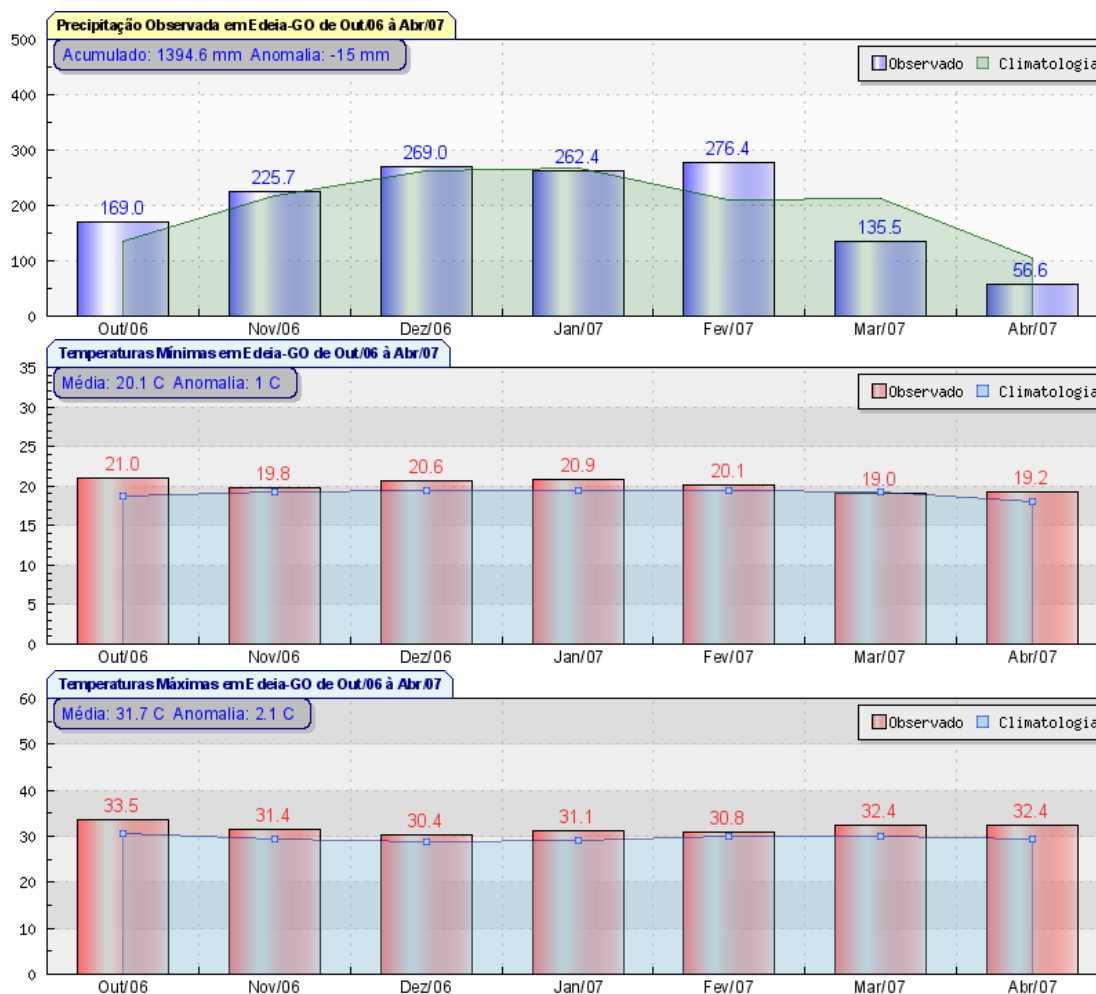 Precipitação Observada em Edeia-GO de Out/06 à Abr/07
Acumulado: 1394.6 mm Anomalia: -15 mm
Observado Climatologia
500
400
300
200
100
0
169.0
225.7
269.0
262.4
276.4
135.5
56.6
Out/06 Nov/06 Dez/06 Jan/07 Fev/07 Mar/07 Abr/07
Temperaturas Mínimas em Edeia-GO de Out/06 à Abr/07
Média: 20.1 C Anomalia: 1 C
Observado Climatologia
35
30
25
20
15
10
5
0
21.0 19.8 20.6 20.9 20.1 19.0 19.2
Out/06 Nov/06 Dez/06 Jan/07 Fev/07 Mar/07 Abr/07
Temperaturas Máximas em Edeia-GO de Out/06 à Abr/07
Média: 31.7 C Anomalia: 2.1 C
Observado Climatologia
60
50
40
30
20
10
0
33.5 31.4 30.4 31.1 30.8 32.4 32.4
Out/06 Nov/06 Dez/06 Jan/07 Fev/07 Mar/07 Abr/07